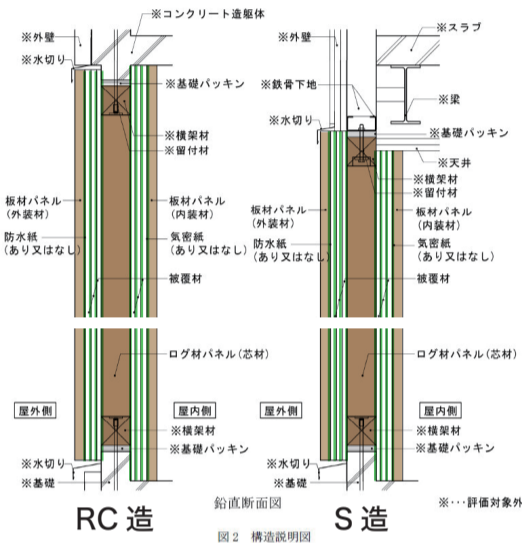 ※コンクリート造躯体
※外壁
※水切り
※基礎パッキン
※横架材
※留付材
板材パネル
(外装材)
板材パネル
(内装材)
防水紙
(あり又はなし)
気密紙
(あり又はなし)
被覆材
ログ材パネル(芯材)
屋外側
屋内側
※横架材
※基礎パッキン
※水切り
※基礎
RC 造
※スラブ
※外壁
※鉄骨下地
※梁
※水切り
※基礎パッキン
※天井
※横架材
※留付材
板材パネル
(外装材)
板材パネル
(内装材)
防水紙
(あり又はなし)
気密紙
(あり又はなし)
被覆材
ログ材パネル(芯材)
屋外側
屋内側
※横架材
※基礎パッキン
※水切り
※基礎
S 造
鉛直断面図
※･･･評価対象外
図2 構造説明図